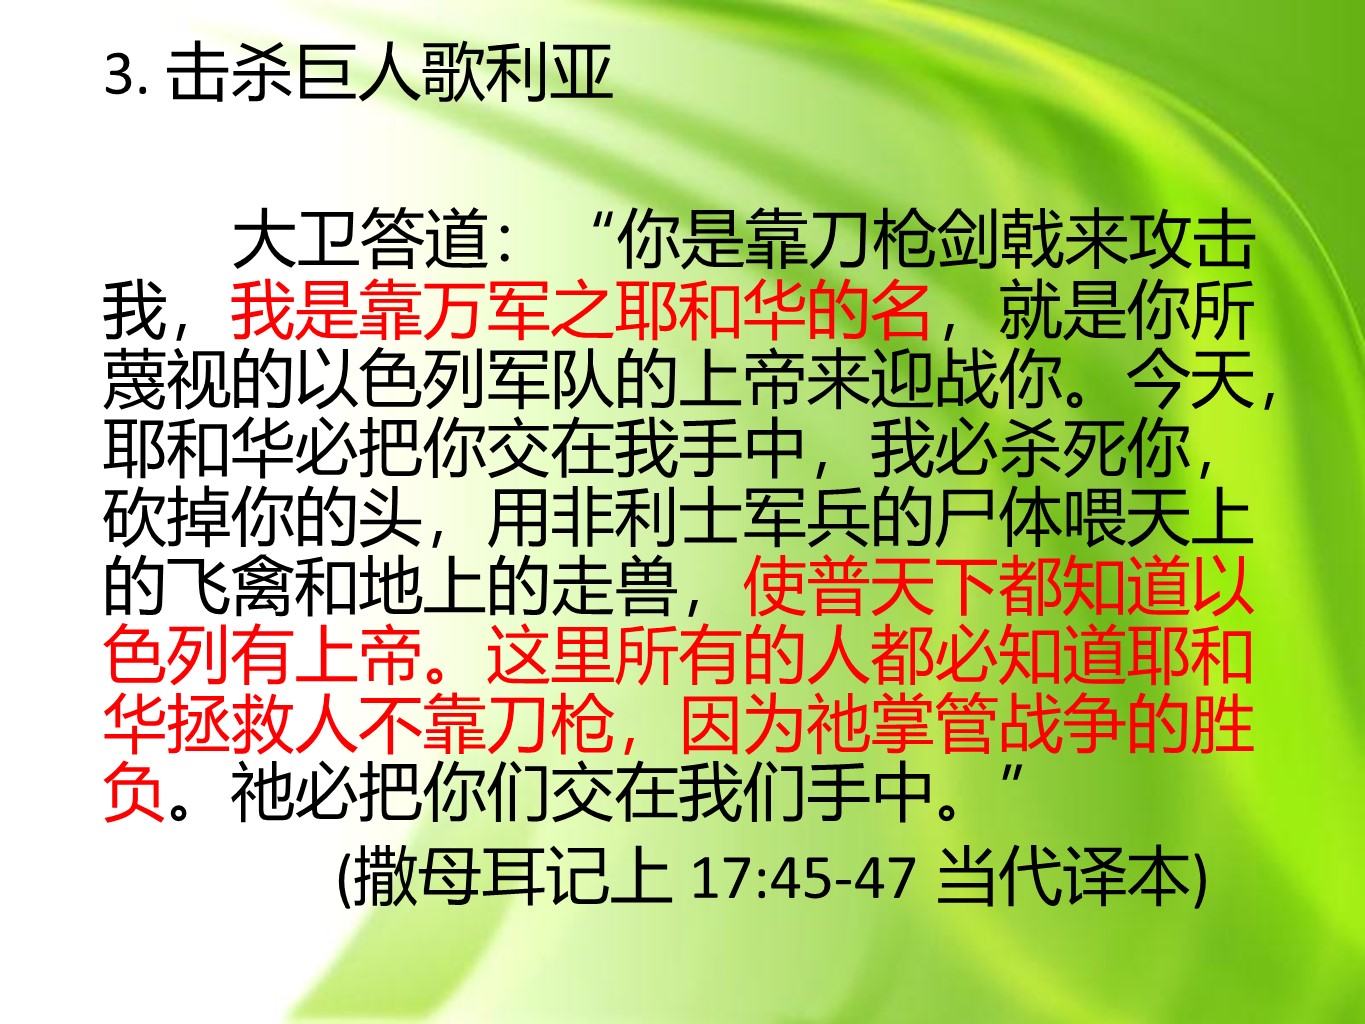 3. 击杀巨人歌利亚
大卫答道：“你是靠刀枪剑戟来攻击
我，我是靠万军之耶和华的名，就是你所
蔑视的以色列军队的上帝来迎战你。今天，
耶和华必把你交在我手中，我必杀死你，
砍掉你的头，用非利士军兵的尸体喂天上
的飞禽和地上的走兽，使普天下都知道以
色列有上帝。这里所有的人都必知道耶和
华拯救人不靠刀枪，因为祂掌管战争的胜
负。祂必把你们交在我们手中。”
(撒母耳记上 17:45-47 当代译本)